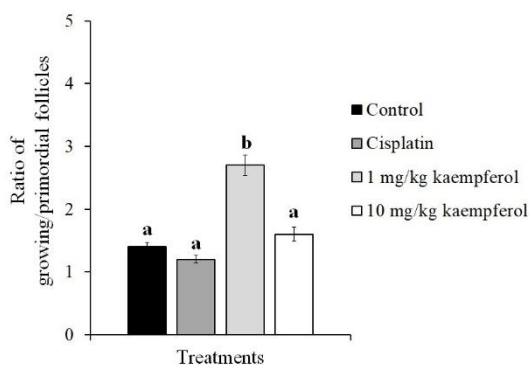 Ratio of
growing/primordial follicles
5
4
3
2
1
0
a
a
b
a
Treatments
Control
Cisplatin
1 mg/kg kaempferol
10 mg/kg kaempferol